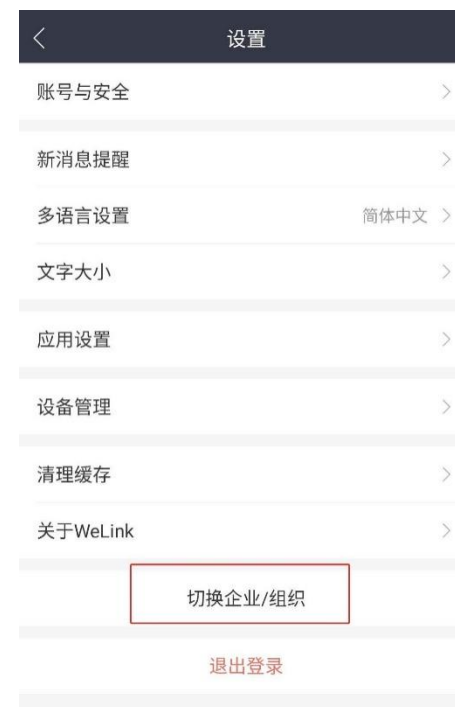 设置
账号与安全
新消息提醒
多语言设置 简体中文
文字大小
应用设置
设备管理
清理缓存
关于WeLink
切换企业/组织
退出登录